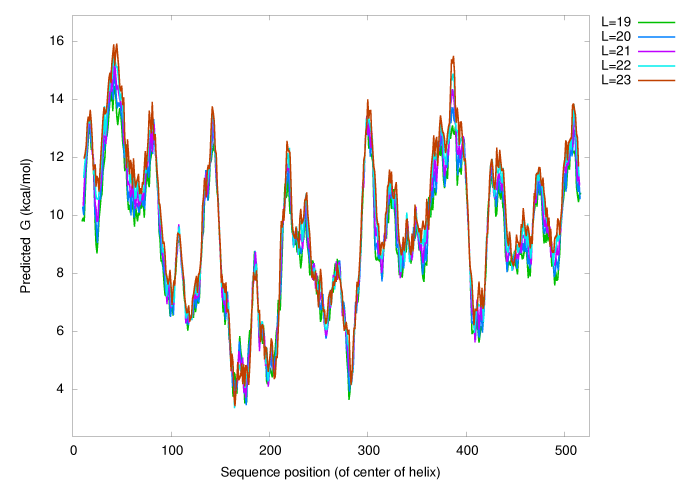 L=19
L=20
L=21
L=22
L=23
16
14
12
10
8
6
4
Predicted G (kcal/mol)
0 100 200 300 400 500
Sequence position (of center of helix)